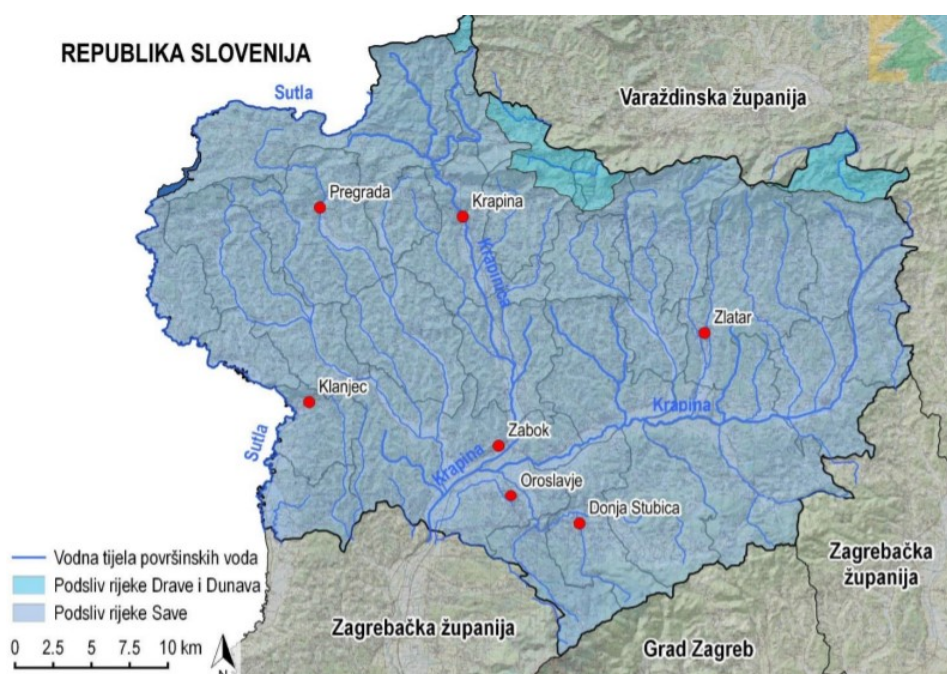 REPUBLIKA SLOVENIJA
Sutla
Varaždinska županija
Pregrada
Krapina
Krapinica
Zlatar
Klanjec
Krapina
Sutla
Zabok
Krapina
Oroslavje
Donja Stubica
Vodna tijela površinskih voda
Podsliv rijeke Drave i Dunava
Podsliv rijeke Save
0 2.5 5 7.5 10 km
N
Zagrebačka županija
Zagrebačka
županija
Grad Zagreb